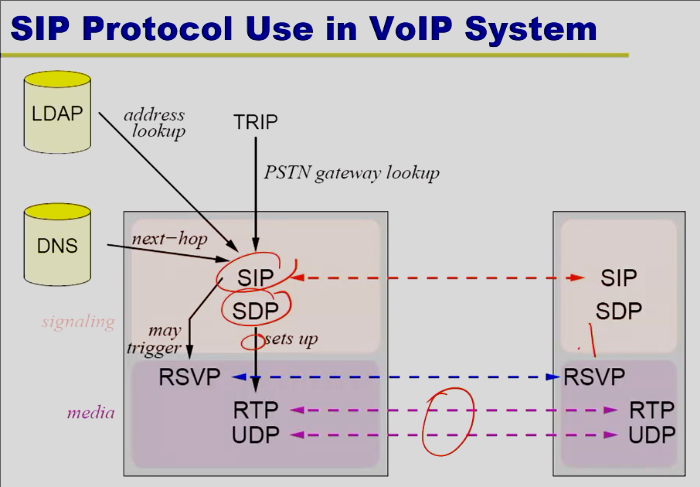 SIP Protocol Use in VoIP System
LDAP
address
lookup
TRIP
PSTN gateway lookup
DNS
next-hop
SIP
SIP
SDP
SDP
signaling
may
trigger
sets up
RSVP
RSVP
media
RTP
RTP
UDP
UDP